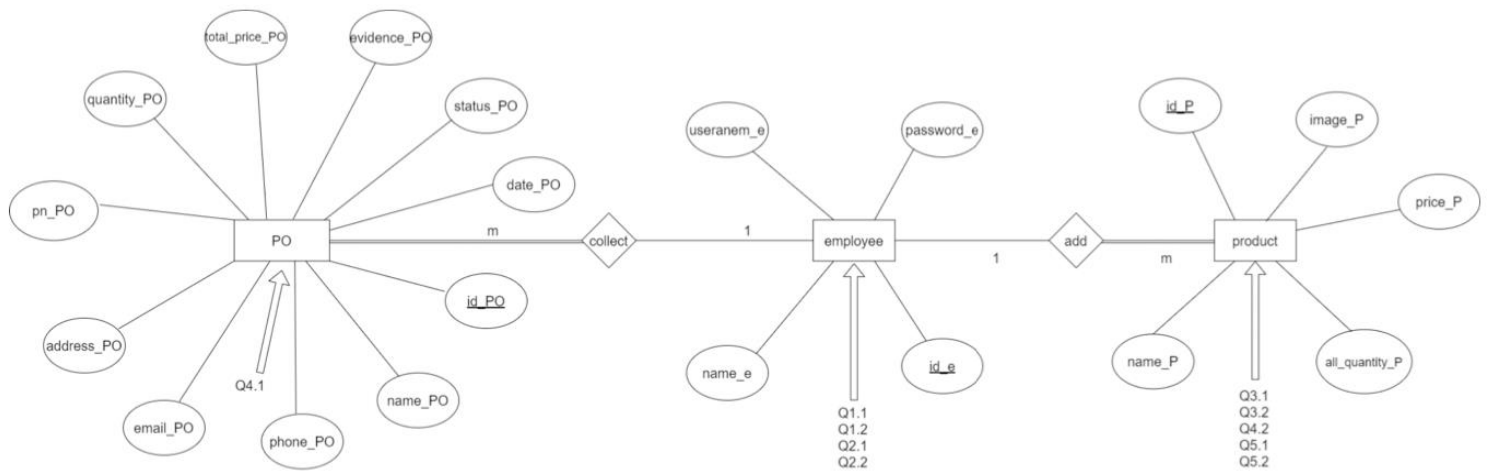 total_price_PO
evidence_PO
quantity_PO
status_PO
pn_PO
date_PO
PO
address_PO
id_PO
Q4.1
name_PO
email_PO
phone_PO
m
collect
1
useranem_e
password_e
employee
name_e
id_e
Q1.1
Q1.2
Q2.1
Q2.2
1
add
m
id_P
image_P
price_P
product
name_P
all_quantity_P
Q3.1
Q3.2
Q4.2
Q5.1
Q5.2